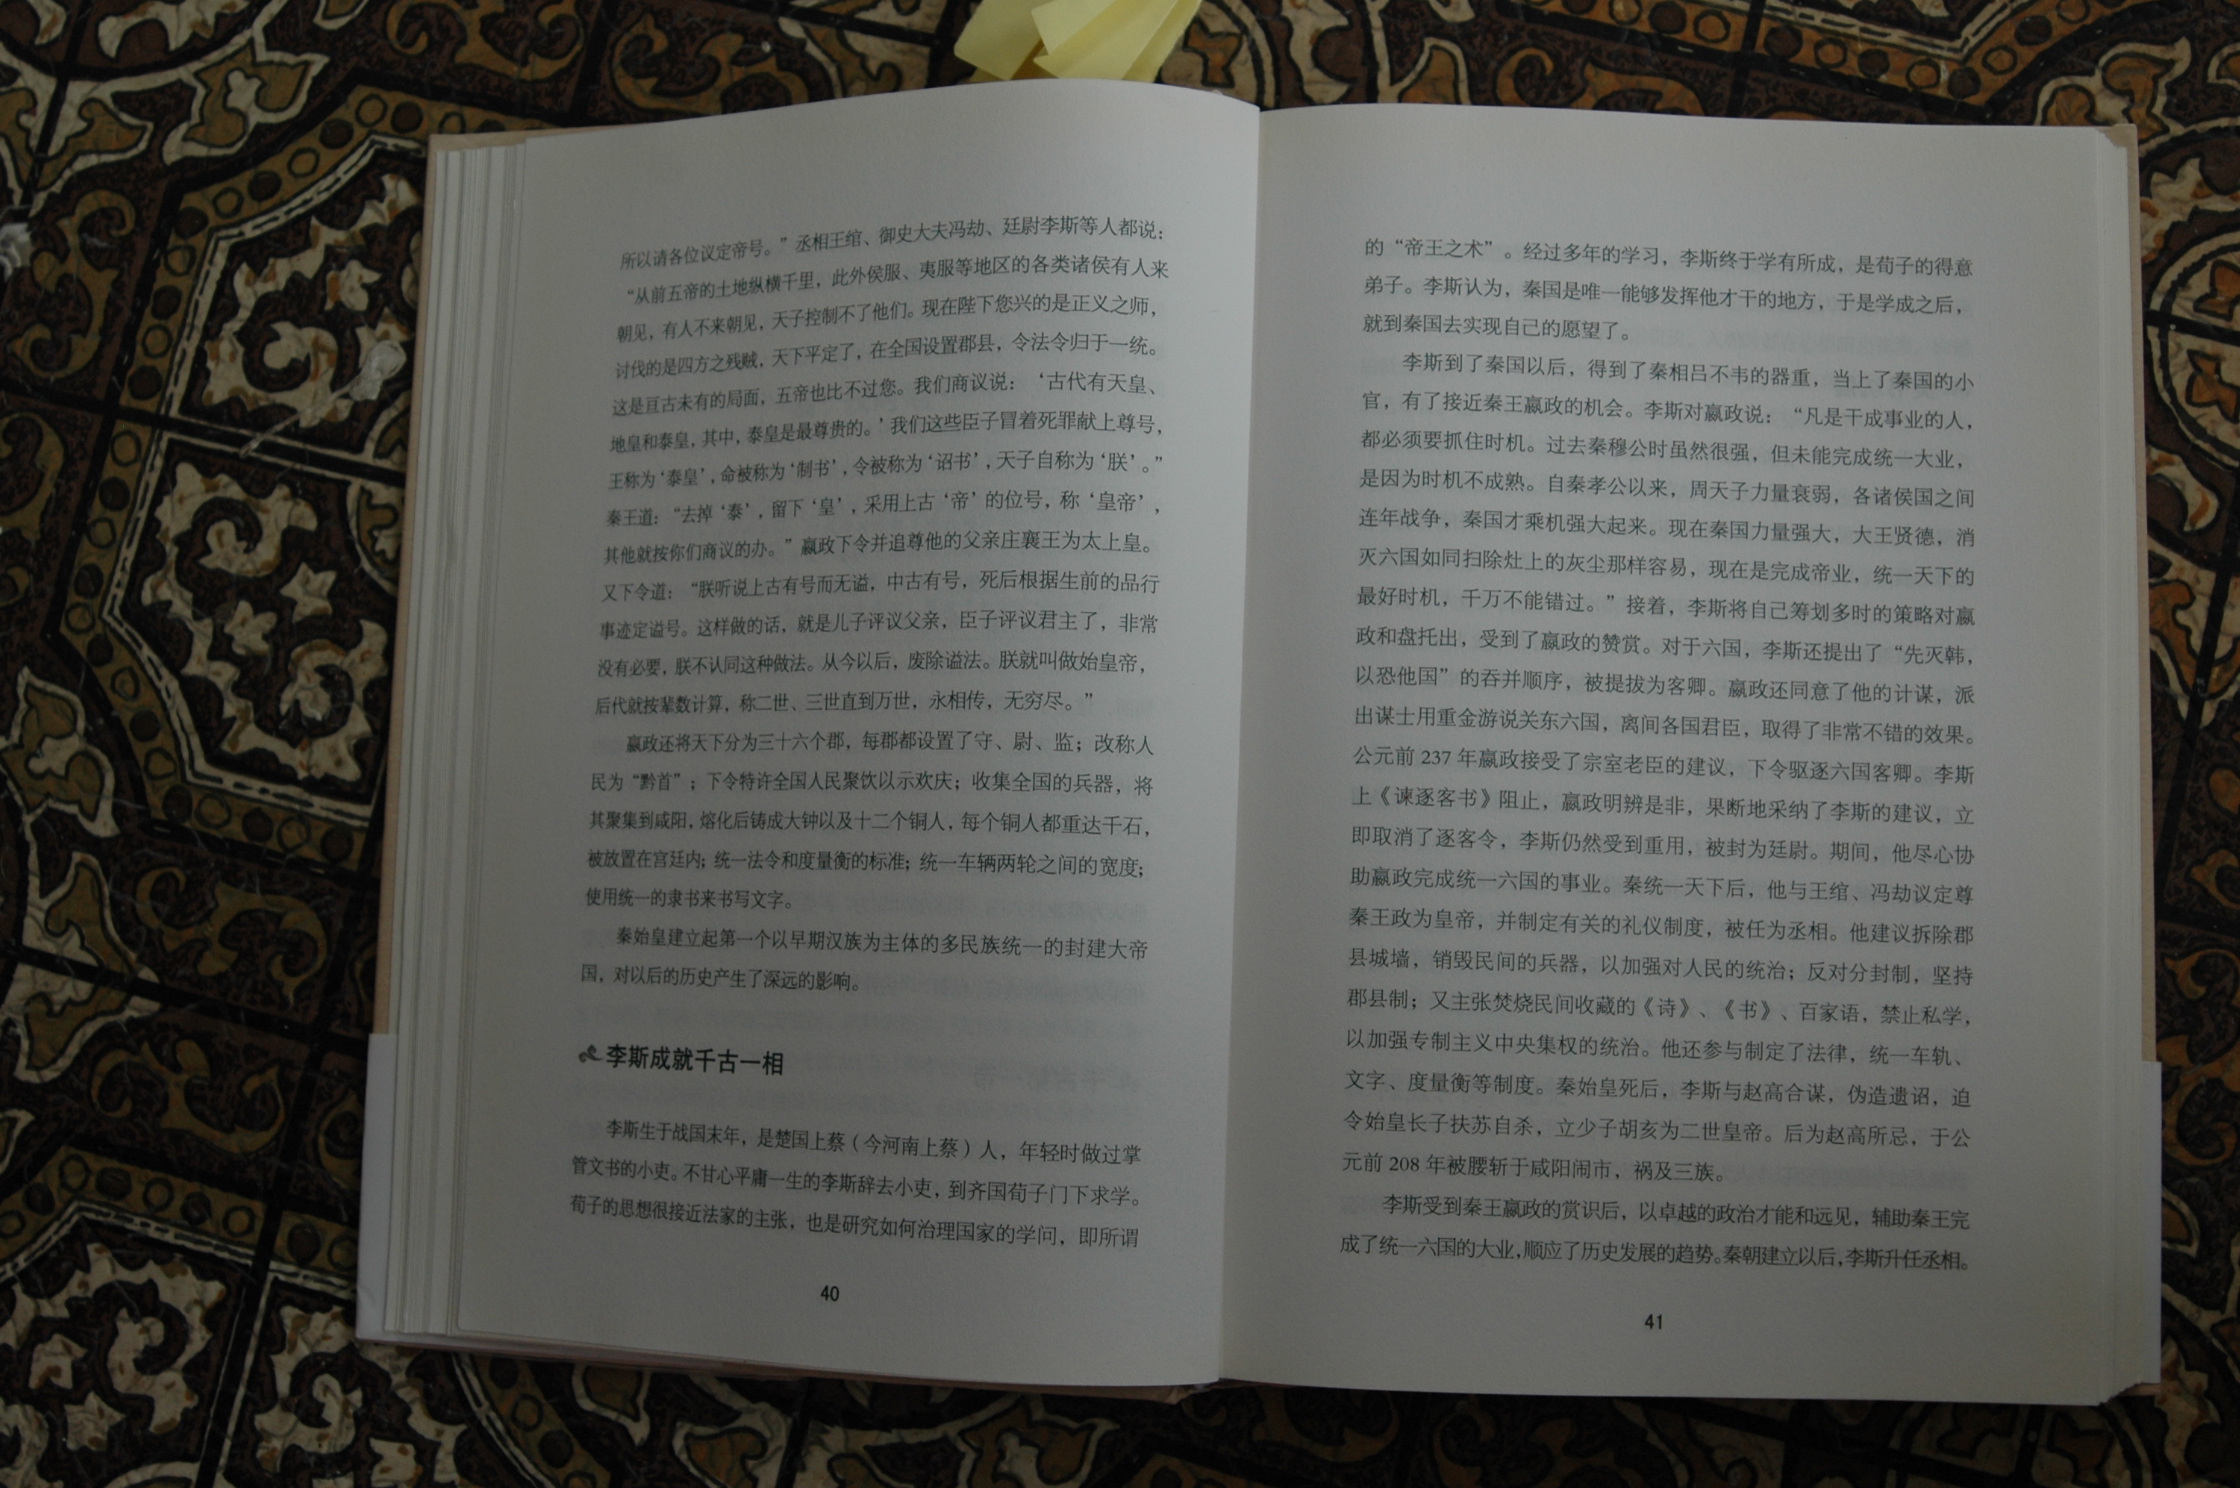 所以请各位议定帝号。”丞相王绾、御史大夫冯劫、廷尉李斯等人都说：
“从前五帝的土地纵横千里，此外侯服、夷服等地区的各类诸侯有人来
朝见，有人不来朝见，天子控制不了他们。现在陛下您兴的是正义之师，
讨伐的是四方之残贼，天下平定了，在全国设置郡县，令法令归于一统。
这是亘古未有的局面，五帝也比不过您。我们商议说：‘古代有天皇、
地皇和泰皇，其中，泰皇是最尊贵的。’我们这些臣子冒着死罪献上尊号，
王称为‘泰皇’，命被称为‘制书’，令被称为‘诏书’，天子自称为‘朕’。”
秦王道：“去掉‘泰’，留下‘皇’，采用上古‘帝’的位号，称‘皇帝’，
其他就按你们商议的办。”嬴政下令并追尊他的父亲庄襄王为太上皇。
又下令道：“朕听说上古有号而无谥，中古有号，死后根据生前的品行
事迹定谥号。这样做的话，就是儿子评议父亲，臣子评议君主了，非常
没有必要，朕不认同这种做法。从今以后，废除谥法。朕就叫做始皇帝，
后代就按辈数计算，称二世、三世直到万世，永相传，无穷尽。”
嬴政还将天下分为三十六个郡，每郡都设置了守、尉、监；改称人
民为“黔首”；下令特许全国人民聚饮以示欢庆；收集全国的兵器，将
其聚集到咸阳，熔化后铸成大钟以及十二个铜人，每个铜人都重达千石，
被放置在宫廷内；统一法令和度量衡的标准；统一车辆两轮之间的宽度；
使用统一的隶书来书写文字。
秦始皇建立起第一个以早期汉族为主体的多民族统一的封建大帝
国，对以后的历史产生了深远的影响。
李斯成就千古一相
李斯生于战国末年，是楚国上蔡（今河南上蔡）人，年轻时做过掌
管文书的小吏。不甘心平庸一生的李斯辞去小吏，到齐国荀子门下求学。
荀子的思想很接近法家的主张，也是研究如何治理国家的学问，即所谓
40
的“帝王之术”。经过多年的学习，李斯终于学有所成，是荀子的得意
弟子。李斯认为，秦国是唯一能够发挥他才干的地方，于是学成之后，
就到秦国去实现自己的愿望了。
李斯到了秦国以后，得到了秦相吕不韦的器重，当上了秦国的小
官，有了接近秦王嬴政的机会。李斯对嬴政说：“凡是干成事业的人，
都必须要抓住时机。过去秦穆公时虽然很强，但未能完成统一大业，
是因为时机不成熟。自秦孝公以来，周天子力量衰弱，各诸侯国之间
连年战争，秦国才乘机强大起来。现在秦国力量强大，大王贤德，消
灭六国如同扫除灶上的灰尘那样容易，现在是完成帝业，统一天下的
最好时机，千万不能错过。”接着，李斯将自己筹划多时的策略对嬴
政和盘托出，受到了嬴政的赞赏。对于六国，李斯还提出了“先灭韩，
以恐他国”的吞并顺序，被提拔为客卿。嬴政还同意了他的计谋，派
出谋士用重金游说关东六国，离间各国君臣，取得了非常不错的效果。
公元前 237 年嬴政接受了宗室老臣的建议，下令驱逐六国客卿。李斯
上《谏逐客书》阻止，嬴政明辨是非，果断地采纳了李斯的建议，立
即取消了逐客令，李斯仍然受到重用，被封为廷尉。期间，他尽心协
助嬴政完成统一六国的事业。秦统一天下后，他与王绾、冯劫议定尊
秦王政为皇帝，并制定有关的礼仪制度，被任为丞相。他建议拆除郡
县城墙，销毁民间的兵器，以加强对人民的统治；反对分封制，坚持
郡县制；又主张焚烧民间收藏的《诗》、《书》、百家语，禁止私学，
以加强专制主义中央集权的统治。他还参与制定了法律，统一车轨、
文字、度量衡等制度。秦始皇死后，李斯与赵高合谋，伪造遗诏，迫
令始皇长子扶苏自杀，立少子胡亥为二世皇帝。后为赵高所忌，于公
元前 208 年被腰斩于咸阳闹市，祸及三族。
李斯受到秦王嬴政的赏识后，以卓越的政治才能和远见，辅助秦王完
成了统一六国的大业，顺应了历史发展的趋势。秦朝建立以后，李斯升任丞相。
41